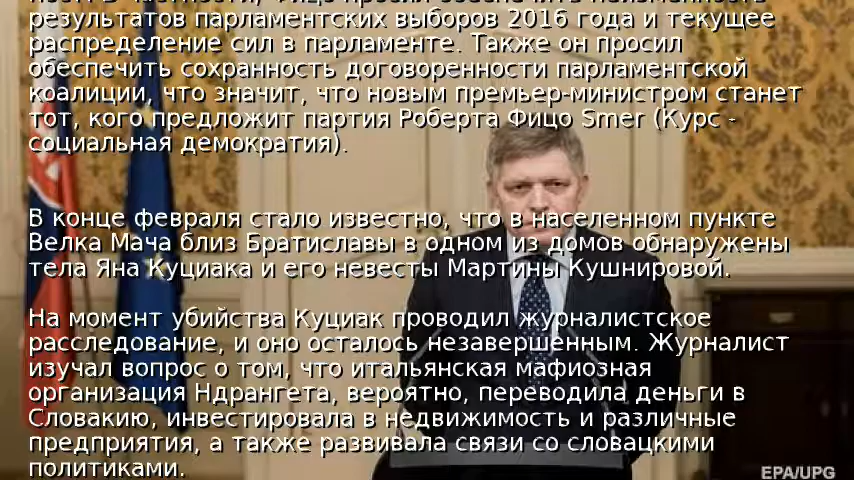 результатов парламентских выборов 2016 года и текущее
распределение сил в парламенте. Также он просил
обеспечить сохранность договоренности парламентской
коалиции, что значит, что новым премьер-министром станет
тот, кого предложит партия Роберта Фицо Smer (Курс -
социальная демократия).
В конце февраля стало известно, что в населенном пункте
Велка Мача близ Братиславы в одном из домов обнаружены
тела Яна Куциака и его невесты Мартины Кушнировой.
На момент убийства Куциак проводил журналистское
расследование, и оно осталось незавершенным. Журналист
изучал вопрос о том, что итальянская мафиозная
организация Ндрангета, вероятно, переводила деньги в
Словакию, инвестировала в недвижимость и различные
предприятия, а также развивала связи со словацкими
политиками.
EPA/UPG